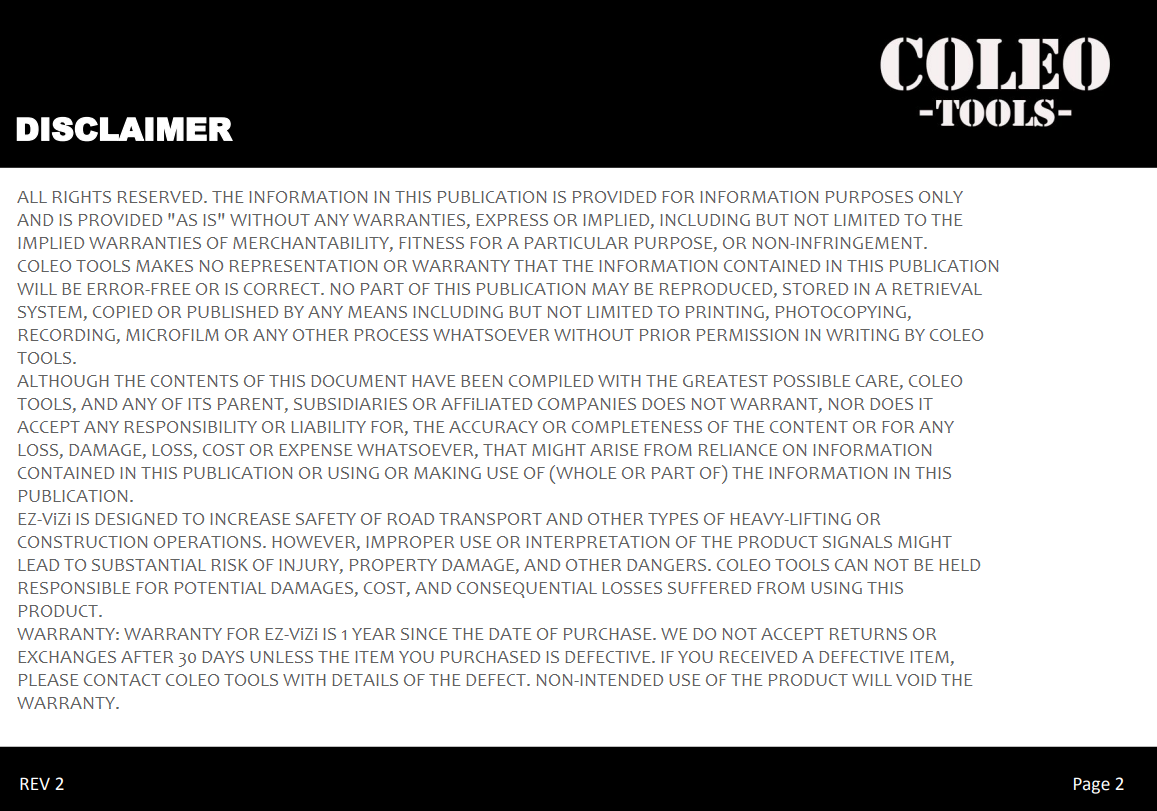 COLEO
-TOOLS-
DISCLAIMER
ALL RIGHTS RESERVED. THE INFORMATION IN THIS PUBLICATION IS PROVIDED FOR INFORMATION PURPOSES ONLY
AND IS PROVIDED "AS IS" WITHOUT ANY WARRANTIES, EXPRESS OR IMPLIED, INCLUDING BUT NOT LIMITED TO THE
IMPLIED WARRANTIES OF MERCHANTABILITY, FITNESS FOR A PARTICULAR PURPOSE, OR NON-INFRINGEMENT.
COLEO TOOLS MAKES NO REPRESENTATION OR WARRANTY THAT THE INFORMATION CONTAINED IN THIS PUBLICATION
WILL BE ERROR-FREE OR IS CORRECT. NO PART OF THIS PUBLICATION MAY BE REPRODUCED, STORED IN A RETRIEVAL
SYSTEM, COPIED OR PUBLISHED BY ANY MEANS INCLUDING BUT NOT LIMITED TO PRINTING, PHOTOCOPYING,
RECORDING, MICROFILM OR ANY OTHER PROCESS WHATSOEVER WITHOUT PRIOR PERMISSION IN WRITING BY COLEO
TOOLS.
ALTHOUGH THE CONTENTS OF THIS DOCUMENT HAVE BEEN COMPILED WITH THE GREATEST POSSIBLE CARE, COLEO
TOOLS, AND ANY OF ITS PARENT, SUBSIDIARIES OR AFFiLIATED COMPANIES DOES NOT WARRANT, NOR DOES IT
ACCEPT ANY RESPONSIBILITY OR LIABILITY FOR, THE ACCURACY OR COMPLETENESS OF THE CONTENT OR FOR ANY
LOSS, DAMAGE, LOSS, COST OR EXPENSE WHATSOEVER, THAT MIGHT ARISE FROM RELIANCE ON INFORMATION
CONTAINED IN THIS PUBLICATION OR USING OR MAKING USE OF (WHOLE OR PART OF) THE INFORMATION IN THIS
PUBLICATION.
EZ-ViZi IS DESIGNED TO INCREASE SAFETY OF ROAD TRANSPORT AND OTHER TYPES OF HEAVY-LIFTING OR
CONSTRUCTION OPERATIONS. HOWEVER, IMPROPER USE OR INTERPRETATION OF THE PRODUCT SIGNALS MIGHT
LEAD TO SUBSTANTIAL RISK OF INJURY, PROPERTY DAMAGE, AND OTHER DANGERS. COLEO TOOLS CAN NOT BE HELD
RESPONSIBLE FOR POTENTIAL DAMAGES, COST, AND CONSEQUENTIAL LOSSES SUFFERED FROM USING THIS
PRODUCT.
WARRANTY: WARRANTY FOR EZ-ViZi IS 1 YEAR SINCE THE DATE OF PURCHASE. WE DO NOT ACCEPT RETURNS OR
EXCHANGES AFTER 30 DAYS UNLESS THE ITEM YOU PURCHASED IS DEFECTIVE. IF YOU RECEIVED A DEFECTIVE ITEM,
PLEASE CONTACT COLEO TOOLS WITH DETAILS OF THE DEFECT. NON-INTENDED USE OF THE PRODUCT WILL VOID THE
WARRANTY.
REV 2
Page 2